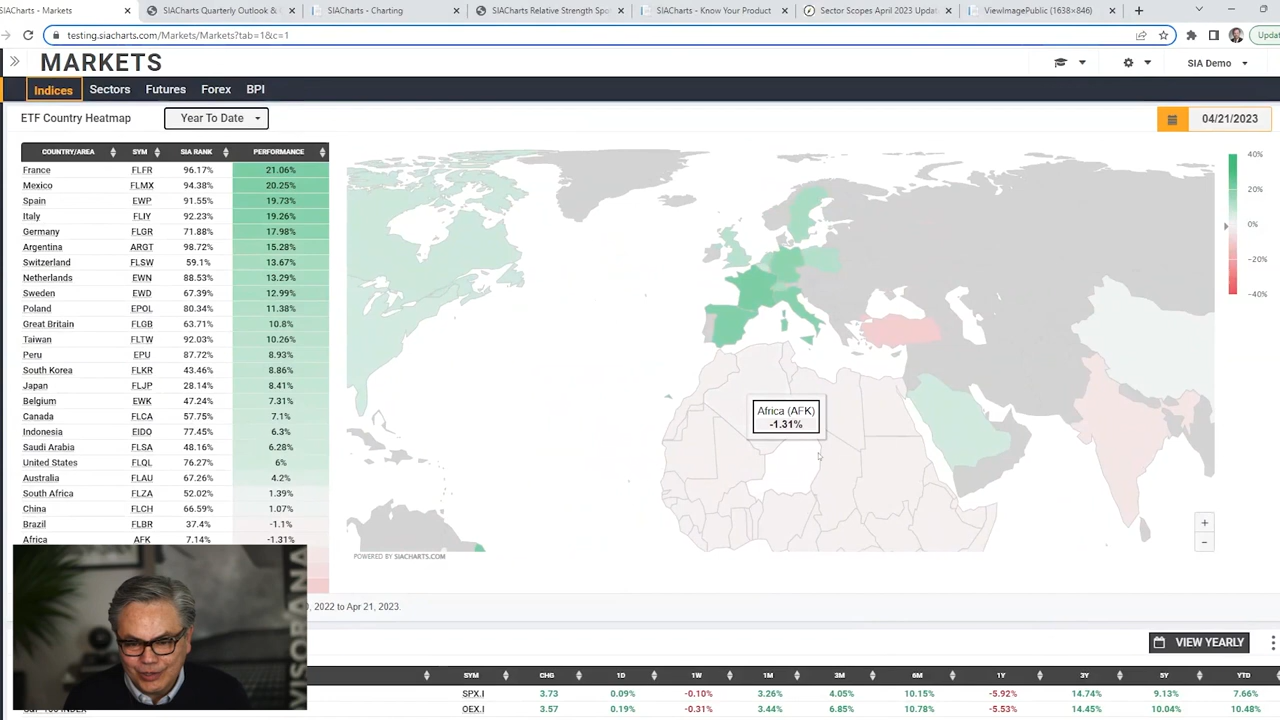 SIACharts - Markets
SIACharts Quarterly Outlook &
SIACharts - Charting
SIACharts Relative Strength Spo
SIACharts - Know Your Product
Sector Scopes April 2023 Updat
ViewImagePublic (1638×846)
testing.siacharts.com/Markets/Markets?tab=1&c=1
Updat
MARKETS
SIA Demo
Indices Sectors Futures Forex BPI
ETF Country Heatmap Year To Date 04/21/2023
COUNTRY/AREA SYM SIA RANK PERFORMANCE
France FLFR 96.17% 21.06%
Mexico FLMX 94.38% 20.25%
Spain EWP 91.55% 19.73%
Italy FLIY 92.23% 19.26%
Germany FLGR 71.88% 17.98%
Argentina ARGT 98.72% 15.28%
Switzerland FLSW 59.1% 13.67%
Netherlands EWN 88.53% 13.29%
Sweden EWD 67.39% 12.99%
Poland EPOL 80.34% 11.38%
Great Britain FLGB 63.71% 10.8%
Taiwan FLTW 92.03% 10.26%
Peru EPU 87.72% 8.93%
South Korea FLKR 43.46% 8.86%
Japan FLJP 28.14% 8.41%
Belgium EWK 47.24% 7.31%
Canada FLCA 57.75% 7.1%
Indonesia EIDO 77.45% 6.3%
Saudi Arabia FLSA 48.16% 6.28%
United States FLQL 76.27% 6%
Australia FLAU 67.26% 4.2%
South Africa FLZA 52.02% 1.39%
China FLCH 66.59% 1.07%
Brazil FLBR 37.4% -1.1%
Africa AFK 7.14% -1.31%
Africa (AFK)
-1.31%
40%
20%
0%
-20%
-40%
+
−
POWERED BY SIACHARTS.COM
, 2022 to Apr 21, 2023.
VIEW YEARLY
SYM CHG 1D 1W 1M 3M 6M 1Y 3Y 5Y YTD
SPX.I 3.73 0.09% -0.10% 3.26% 4.05% 10.15% -5.92% 14.74% 9.13% 7.66%
OEX.I 3.57 0.19% -0.31% 3.44% 6.85% 10.78% -5.53% 14.45% 10.04% 10.48%